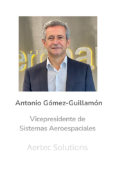 Antonio Gómez-Guillamón
Vicepresidente de
Sistemas Aeroespaciales
Aertec Solutions